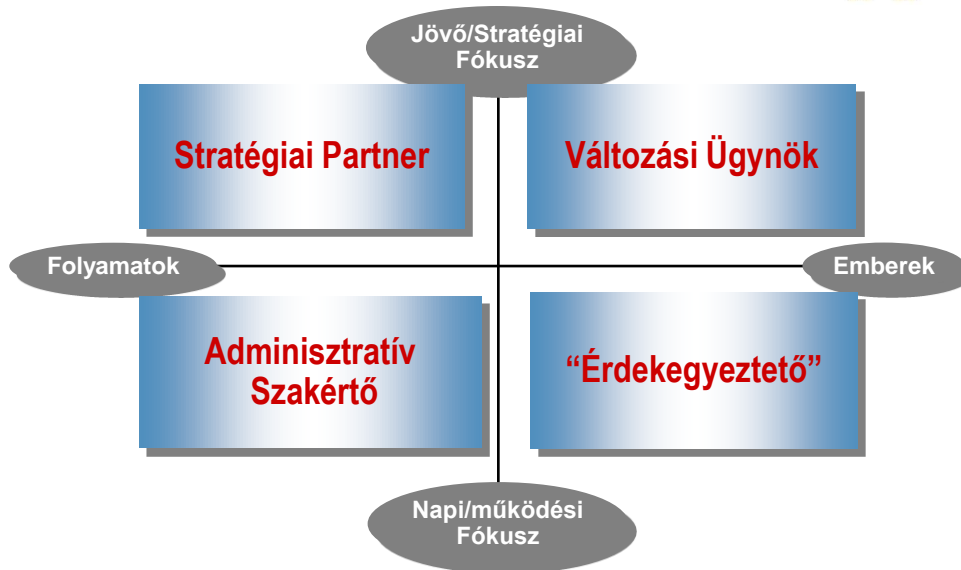 Jövő/Stratégiai
Fókusz
Stratégiai Partner
Változási Ügynök
Folyamatok
Emberek
Adminisztratív
Szakértő
“Érdekegyeztető”
Napi/működési
Fókusz